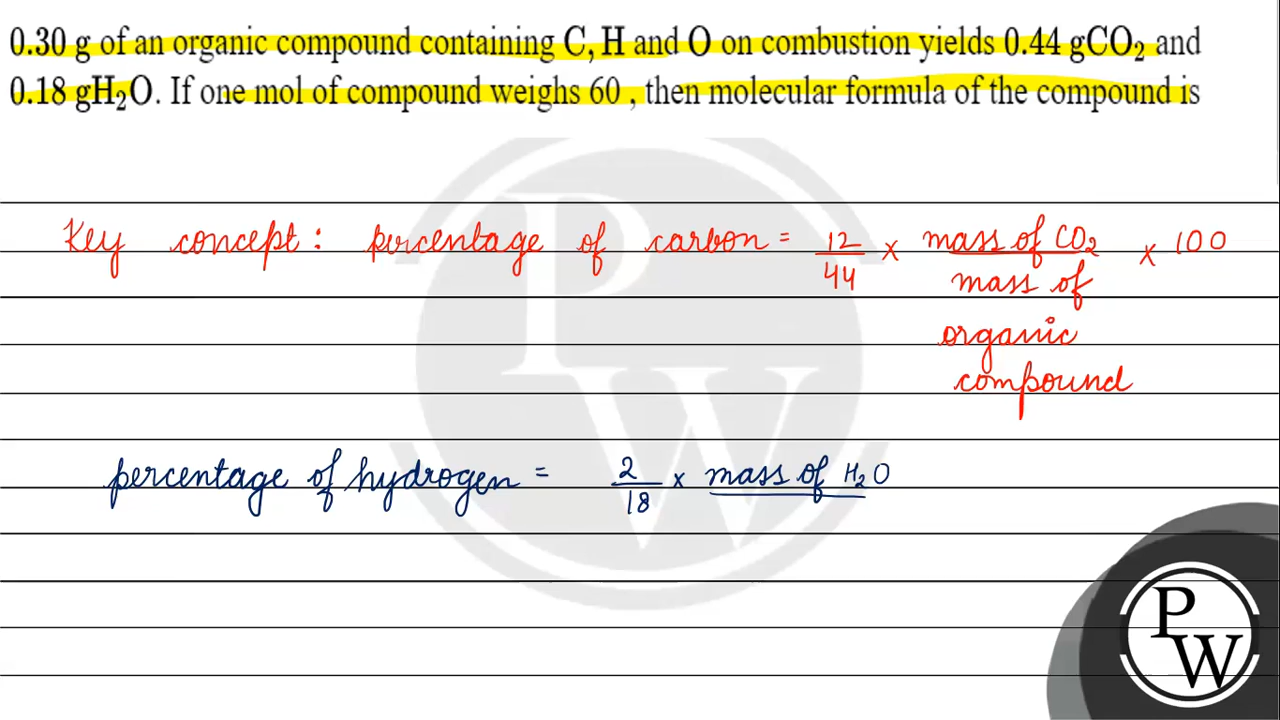 0.30 g of an organic compound containing C, H and O on combustion yields 0.44 gCO₂ and
0.18 gH₂O. If one mol of compound weighs 60 , then molecular formula of the compound is
Key concept: percentage of carbon = 12/44 × mass of CO₂/mass of organic compound × 100
percentage of hydrogen = 2/18 × mass of H₂O
P
W